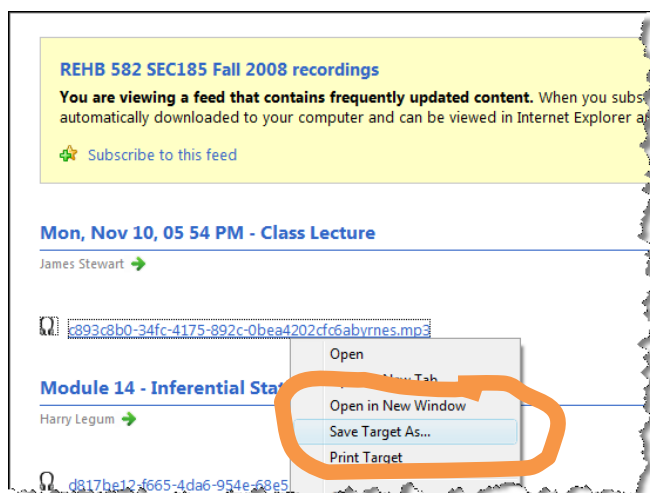 REHB 582 SEC185 Fall 2008 recordings
You are viewing a feed that contains frequently updated content. When you subs
automatically downloaded to your computer and can be viewed in Internet Explorer a
Subscribe to this feed
Mon, Nov 10, 05 54 PM - Class Lecture
James Stewart
c893c8b0-34fc-4175-892c-0bea4202cfc6abyrnes.mp3
Open
New Tab
Module 14 - Inferential Stat
Open in New Window
Harry Legum
Save Target As...
Print Target
d817be12-f665-4da6-954e-68e5